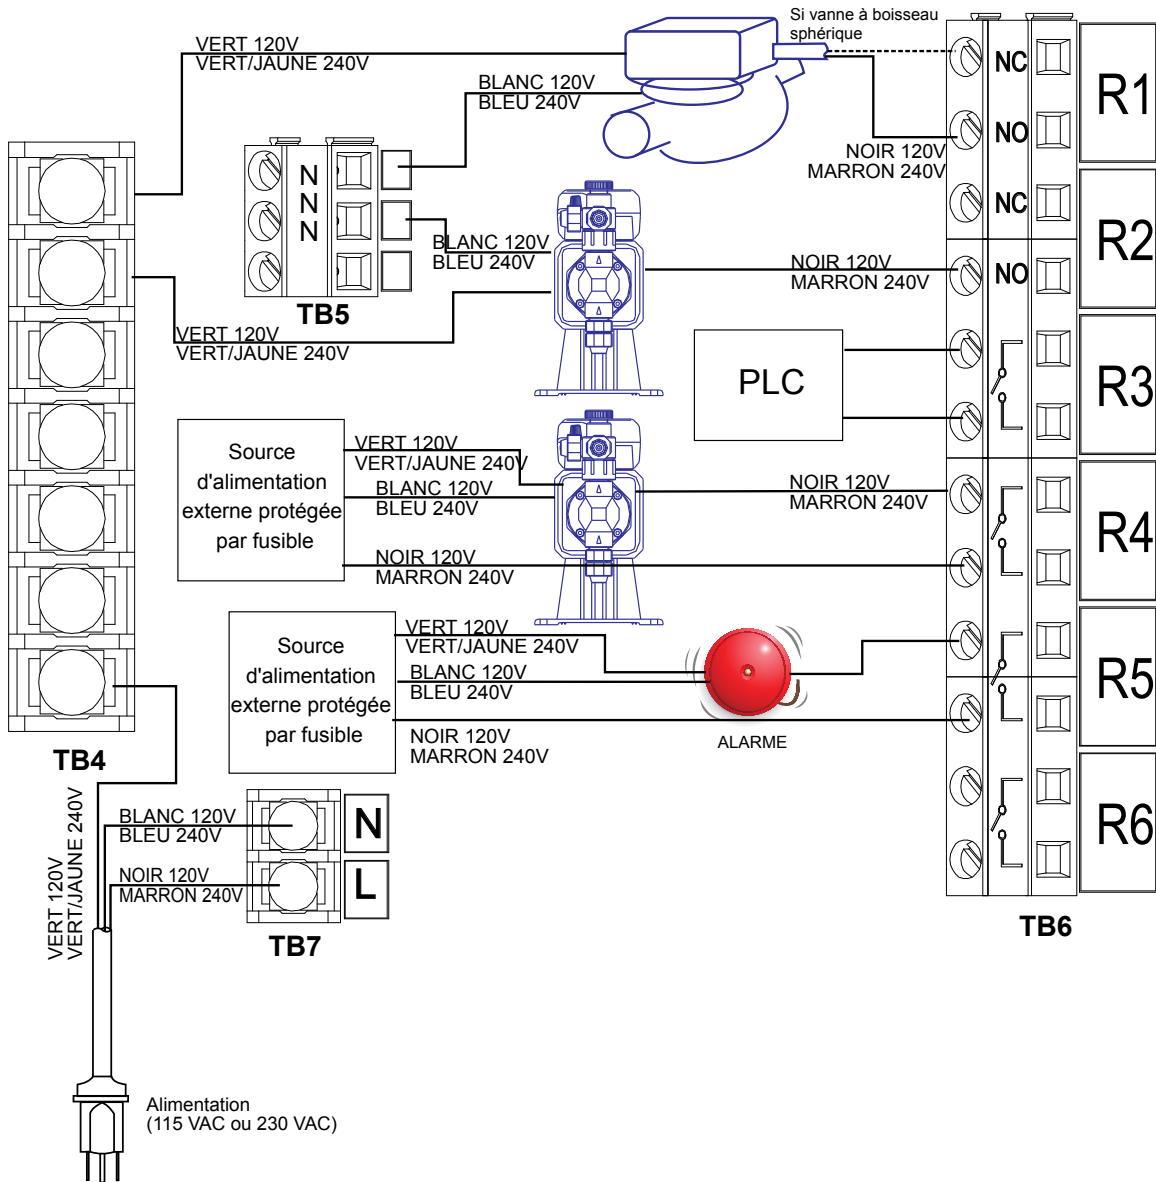 Si vanne à boisseau
sphérique
VERT 120V
VERT/JAUNE 240V
BLANC 120V
BLEU 240V
NC
R1
NO
NOIR 120V
MARRON 240V
N
N
N
NC
R2
NO
BLANC 120V
BLEU 240V
NOIR 120V
MARRON 240V
TB5
VERT 120V
VERT/JAUNE 240V
PLC
R3
Source
d'alimentation
externe protégée
par fusible
VERT 120V
VERT/JAUNE 240V
BLANC 120V
BLEU 240V
NOIR 120V
MARRON 240V
R4
NOIR 120V
MARRON 240V
Source
d'alimentation
externe protégée
par fusible
VERT 120V
VERT/JAUNE 240V
BLANC 120V
BLEU 240V
R5
NOIR 120V
MARRON 240V
ALARME
TB4
VERT 120V
VERT/JAUNE 240V
BLANC 120V
BLEU 240V
N
R6
NOIR 120V
MARRON 240V
L
TB7
TB6
Alimentation
(115 VAC ou 230 VAC)